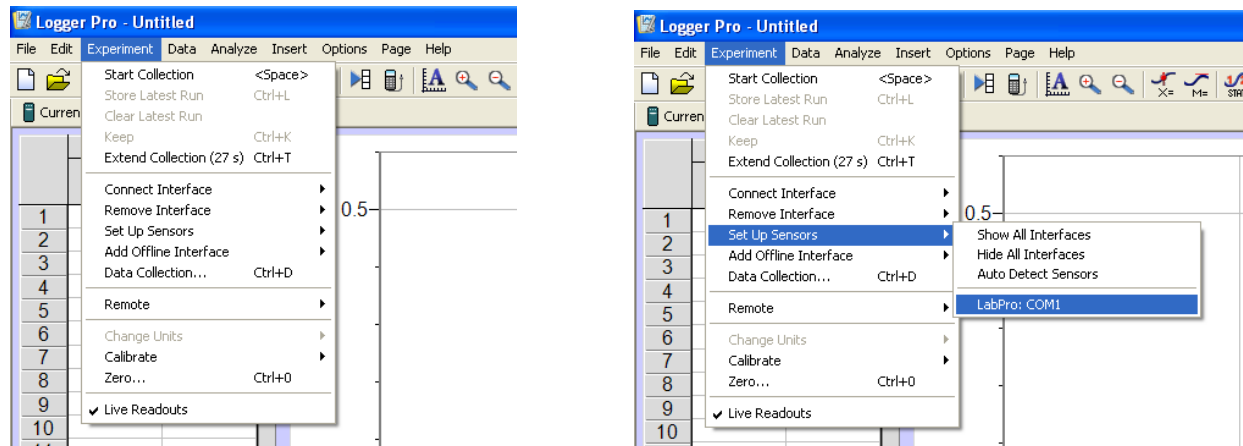 Logger Pro - Untitled
File Edit Experiment Data Analyze Insert Options Page Help
Curren
Start Collection <Space>
Store Latest Run Ctrl+L
Clear Latest Run
Keep Ctrl+K
Extend Collection (27 s) Ctrl+T
Connect Interface
Remove Interface
Set Up Sensors
Add Offline Interface
Data Collection... Ctrl+D
Remote
Change Units
Calibrate
Zero... Ctrl+0
Live Readouts
0.5
1
2
3
4
5
6
7
8
9
10
Logger Pro - Untitled
File Edit Experiment Data Analyze Insert Options Page Help
X= M= STAT
Curren
Start Collection <Space>
Store Latest Run Ctrl+L
Clear Latest Run
Keep Ctrl+K
Extend Collection (27 s) Ctrl+T
Connect Interface
Remove Interface
Set Up Sensors
Add Offline Interface
Data Collection... Ctrl+D
Remote
Change Units
Calibrate
Zero... Ctrl+0
Live Readouts
Show All Interfaces
Hide All Interfaces
Auto Detect Sensors
LabPro: COM1
0.5
1
2
3
4
5
6
7
8
9
10